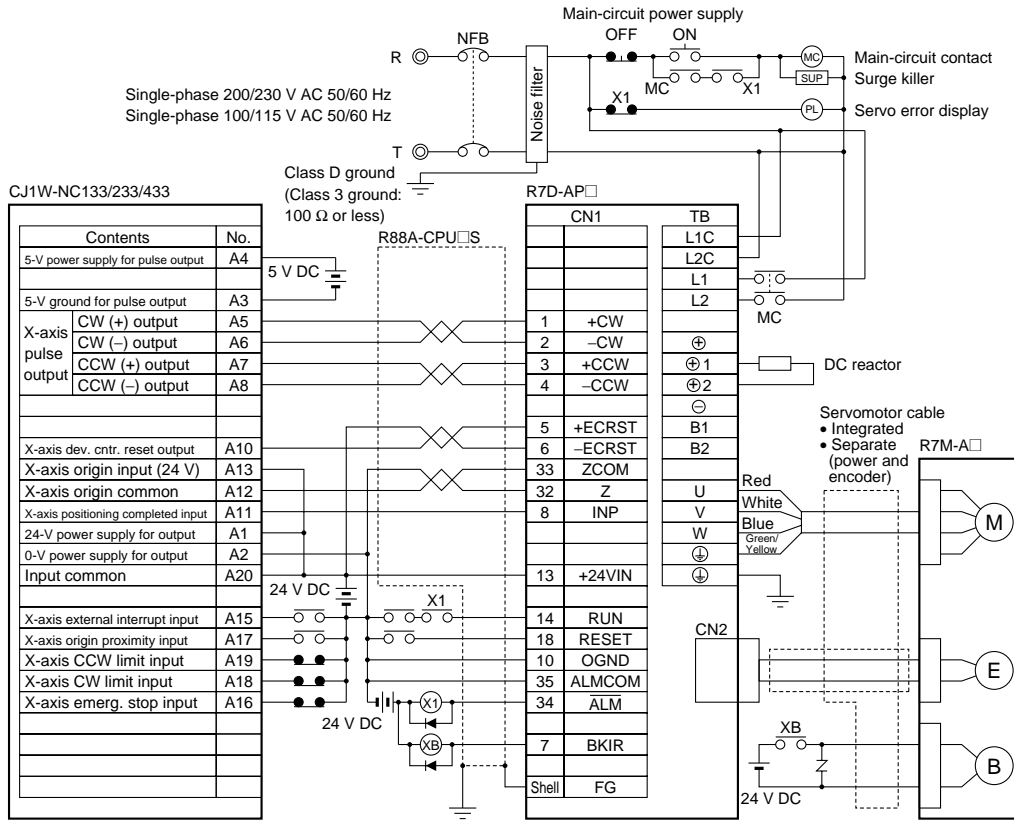 Main-circuit power supply
OFF ON
NFB
R
MC
Main-circuit contact
SUP
Surge killer
MC X1
X1
PL
Servo error display
Noise filter
Single-phase 200/230 V AC 50/60 Hz
Single-phase 100/115 V AC 50/60 Hz
T
Class D ground
(Class 3 ground:
100 Ω or less)
CJ1W-NC133/233/433
R7D-AP□
R88A-CPU□S
Contents No.
5-V power supply for pulse output A4
5 V DC
5-V ground for pulse output A3
X-axis pulse output
CW (+) output A5
CW (–) output A6
CCW (+) output A7
CCW (–) output A8
X-axis dev. cntr. reset output A10
X-axis origin input (24 V) A13
X-axis origin common A12
X-axis positioning completed input A11
24-V power supply for output A1
0-V power supply for output A2
Input common A20
24 V DC
X-axis external interrupt input A15
X-axis origin proximity input A17
X-axis CCW limit input A19
X-axis CW limit input A18
X-axis emerg. stop input A16
X1
24 V DC
X1
XB
CN1 TB
1 +CW
2 –CW
3 +CCW
4 –CCW
5 +ECRST
6 –ECRST
33 ZCOM
32 Z
8 INP
13 +24VIN
14 RUN
18 RESET
10 OGND
35 ALMCOM
34 ALM
7 BKIR
Shell FG
L1C
L2C
L1
L2
MC
⊕
⊕1
⊕2
DC reactor
⊖
B1
B2
U
V
W
Red
White
Blue
Green/
Yellow
Servomotor cable
• Integrated
• Separate
(power and
encoder)
R7M-A□
M
CN2
E
XB
B
24 V DC